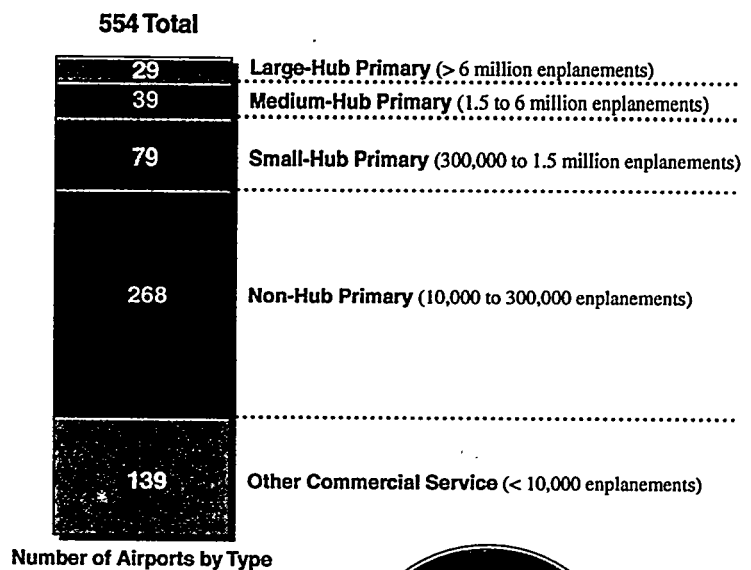 554 Total
29 Large-Hub Primary (> 6 million enplanements)
39 Medium-Hub Primary (1.5 to 6 million enplanements)
79 Small-Hub Primary (300,000 to 1.5 million enplanements)
268 Non-Hub Primary (10,000 to 300,000 enplanements)
139 Other Commercial Service (< 10,000 enplanements)
Number of Airports by Type